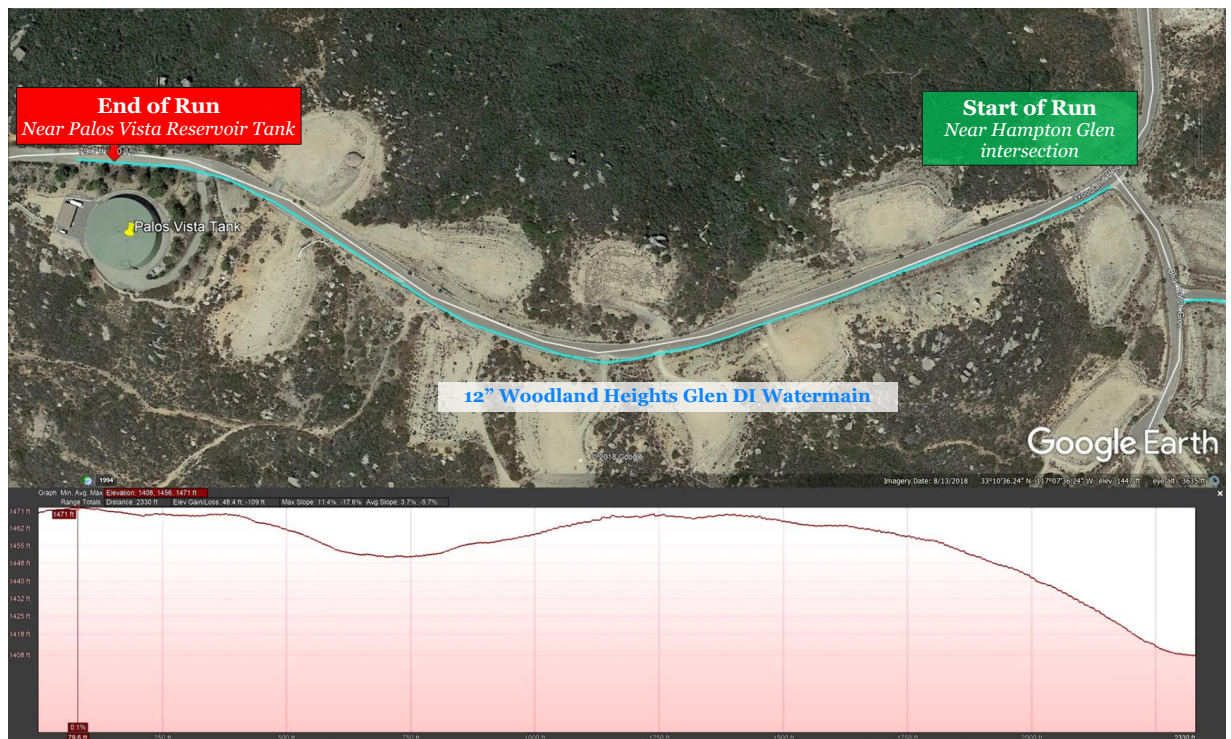 End of Run
Near Palos Vista Reservoir Tank
Start of Run
Near Hampton Glen
intersection
Palos Vista Tank
12” Woodland Heights Glen DI Watermain
© 2018 Google
Google Earth
1994
Imagery Date: 8/13/2018 33°10'36.24" N 117°07'36.24" W elev 1447 ft eye alt 3635 ft
Graph: Min, Avg, Max Elevation: 1408, 1456, 1471 ft
Range Totals: Distance: 2330 ft Elev Gain/Loss: 48.4 ft, -109 ft Max Slope: 11.4%, -17.6% Avg Slope: 3.7%, -5.7%
1471 ft
1471 ft
1462 ft
1455 ft
1448 ft
1440 ft
1432 ft
1425 ft
1418 ft
1408 ft
0.1%
79.6 ft
250 ft
500 ft
750 ft
1000 ft
1250 ft
1500 ft
1750 ft
2000 ft
2330 ft